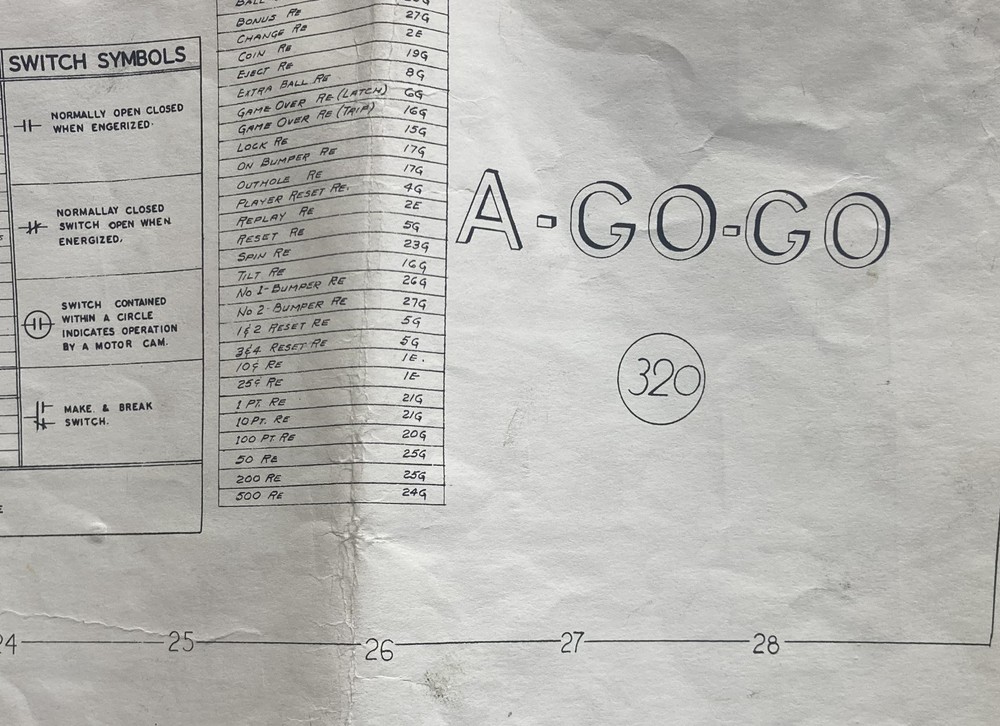 SWITCH SYMBOLS
NORMALLY OPEN CLOSED
WHEN ENGERIZED.
NORMALLAY CLOSED
SWITCH OPEN WHEN
ENERGIZED.
SWITCH CONTAINED
WITHIN A CIRCLE
INDICATES OPERATION
BY A MOTOR CAM.
MAKE & BREAK
SWITCH.
BALL
BONUS RE
CHANGE RE 27G
COIN RE 2E
EJECT RE 19G
EXTRA BALL RE 8G
GAME OVER RE (LATCH) 6G
GAME OVER RE (TRIP) 16G
LOCK RE 15G
ON BUMPER RE 17G
OUTHOLE RE 17G
PLAYER RESET RE. 4G
REPLAY RE 2E
RESET RE 5G
SPIN RE 23G
TILT RE 16G
NO 1-BUMPER RE 26G
NO 2-BUMPER RE 27G
1&2 RESET RE 5G
3&4 RESET RE 5G
10¢ RE 1E.
25¢ RE 1E
1 PT. RE 21G
10 PT. RE 21G
100 PT RE 20G
50 RE 25G
200 RE 25G
500 RE 24G
A-GO-GO
320
24 25 26 27 28